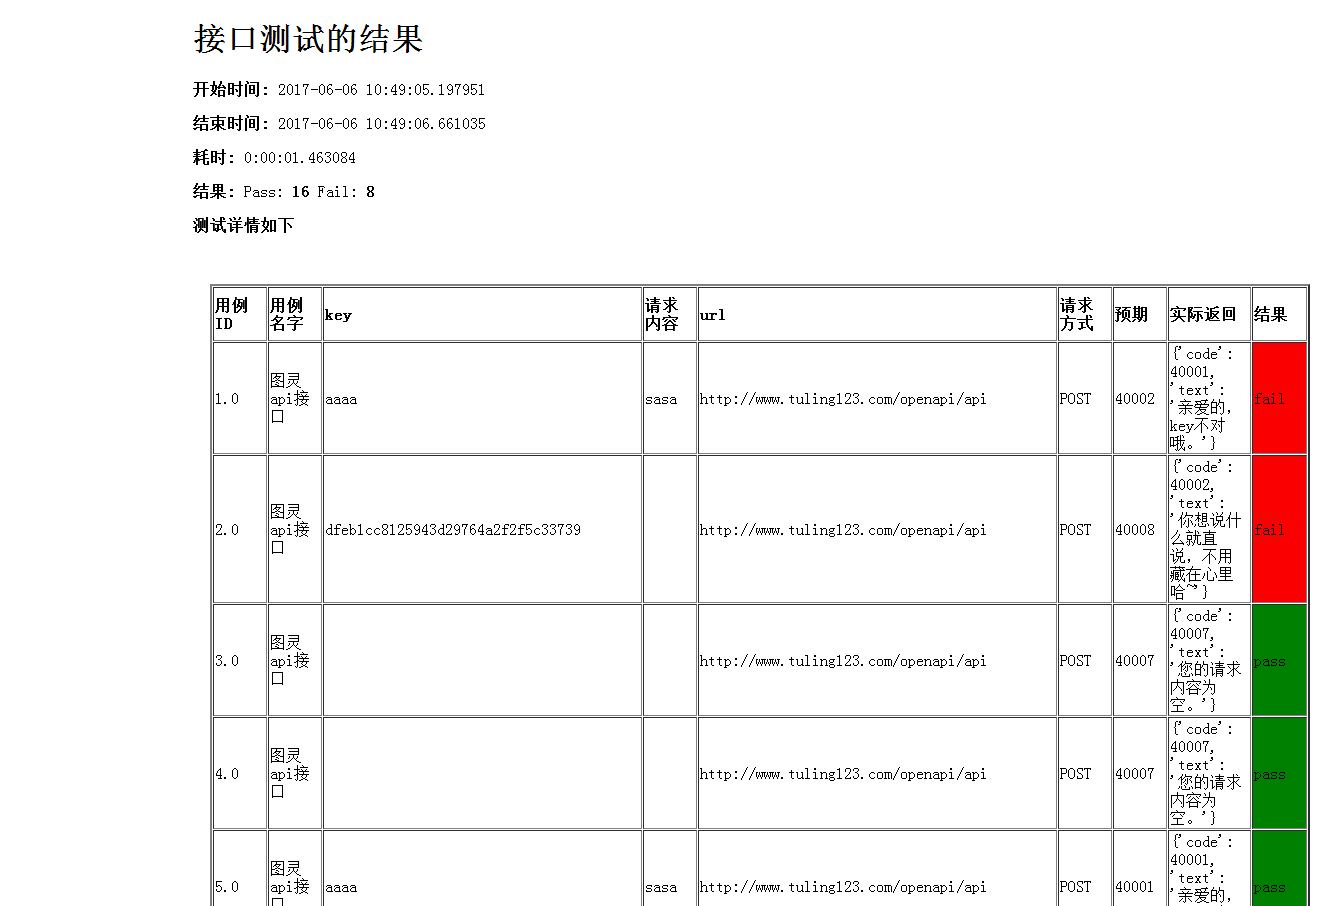 接口测试的结果
开始时间: 2017-06-06 10:49:05.197951
结束时间: 2017-06-06 10:49:06.661035
耗时: 0:00:01.463084
结果: Pass: 16 Fail: 8
测试详情如下
用例ID 用例名字 key 请求内容 url 请求方式 预期 实际返回 结果
1.0 图灵api接口 aaaa sasa http://www.tuling123.com/openapi/api POST 40002 {'code': 40001, 'text': '亲爱的，key不对哦。'} fail
2.0 图灵api接口 dfeb1cc8125943d29764a2f2f5c33739 http://www.tuling123.com/openapi/api POST 40008 {'code': 40002, 'text': '你想说什么就直说，不用藏在心里哈~'} fail
3.0 图灵api接口 http://www.tuling123.com/openapi/api POST 40007 {'code': 40007, 'text': '您的请求内容为空。'} pass
4.0 图灵api接口 http://www.tuling123.com/openapi/api POST 40007 {'code': 40007, 'text': '您的请求内容为空。'} pass
5.0 图灵api接口 aaaa sasa http://www.tuling123.com/openapi/api POST 40001 {'code': 40001, 'text': '亲爱的， pass